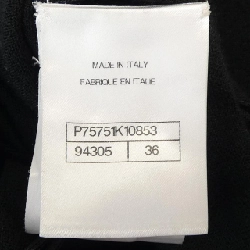 MADE IN ITALY
FABRIQUE EN ITALIE
P75751K10853
94305 36